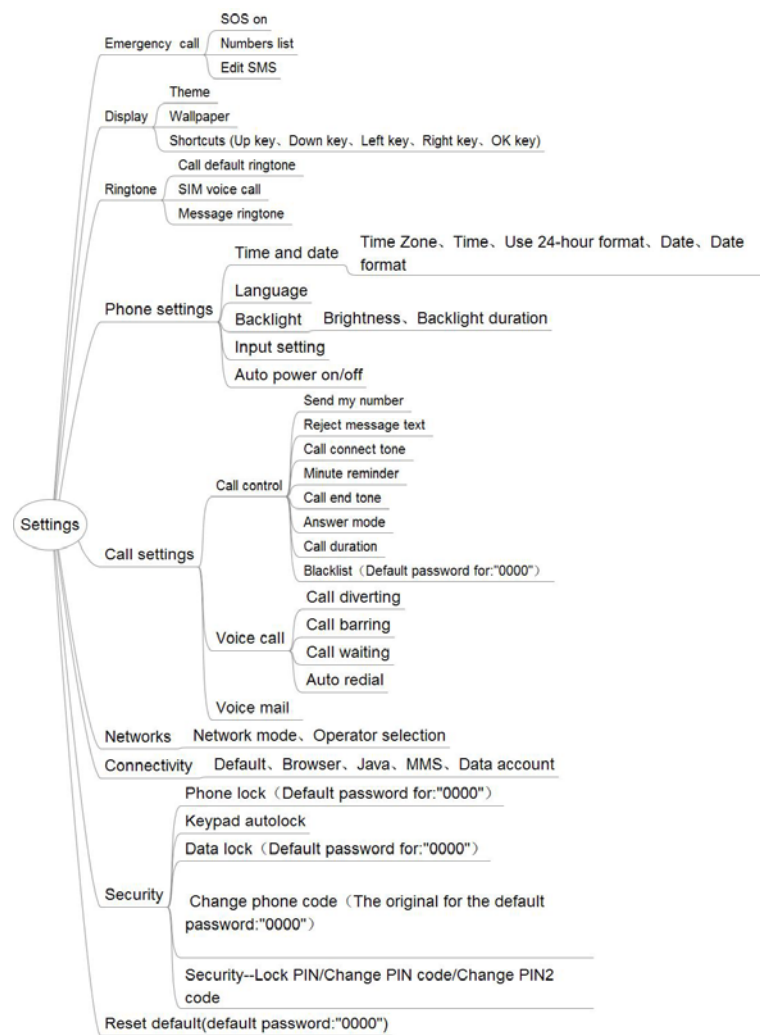 SOS on
Emergency call
Numbers list
Edit SMS
Theme
Display
Wallpaper
Shortcuts (Up key、Down key、Left key、Right key、OK key)
Call default ringtone
Ringtone
SIM voice call
Message ringtone
Time and date
Time Zone、Time、Use 24-hour format、Date、Date
format
Language
Phone settings
Backlight
Brightness、Backlight duration
Input setting
Auto power on/off
Send my number
Reject message text
Call connect tone
Minute reminder
Call control
Call end tone
Answer mode
Call duration
Blacklist（Default password for:"0000"）
Settings
Call settings
Call diverting
Call barring
Voice call
Call waiting
Auto redial
Voice mail
Networks
Network mode、Operator selection
Connectivity
Default、Browser、Java、MMS、Data account
Phone lock（Default password for:"0000"）
Keypad autolock
Data lock（Default password for:"0000"）
Security
Change phone code（The original for the default
password:"0000"）
Security--Lock PIN/Change PIN code/Change PIN2
code
Reset default(default password:"0000")